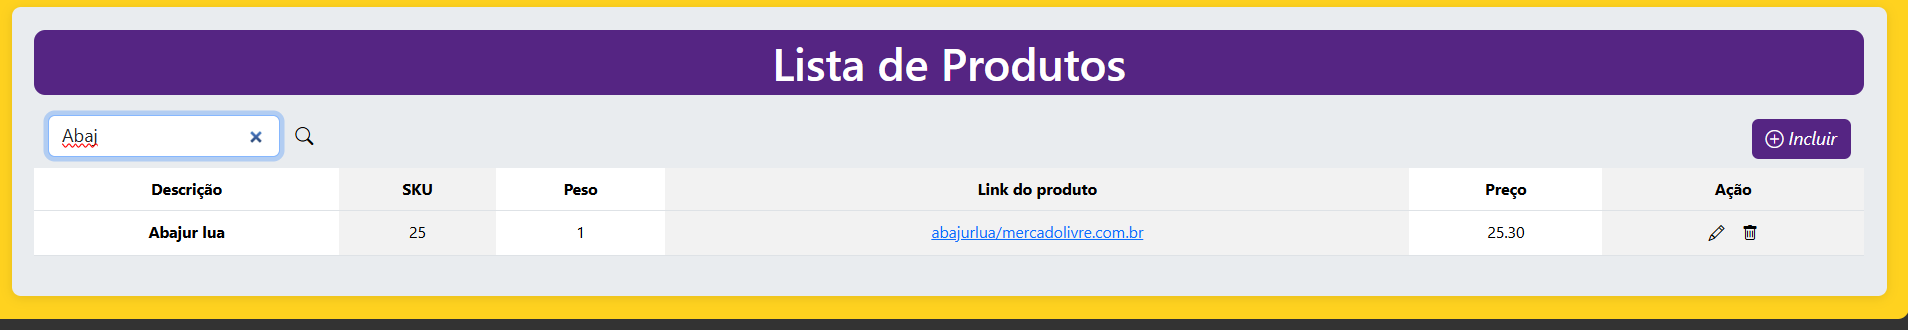 Lista de Produtos
Abaj
Incluir
Descrição SKU Peso Link do produto Preço Ação
Abajur lua 25 1 abajurlua/mercadolivre.com.br 25.30